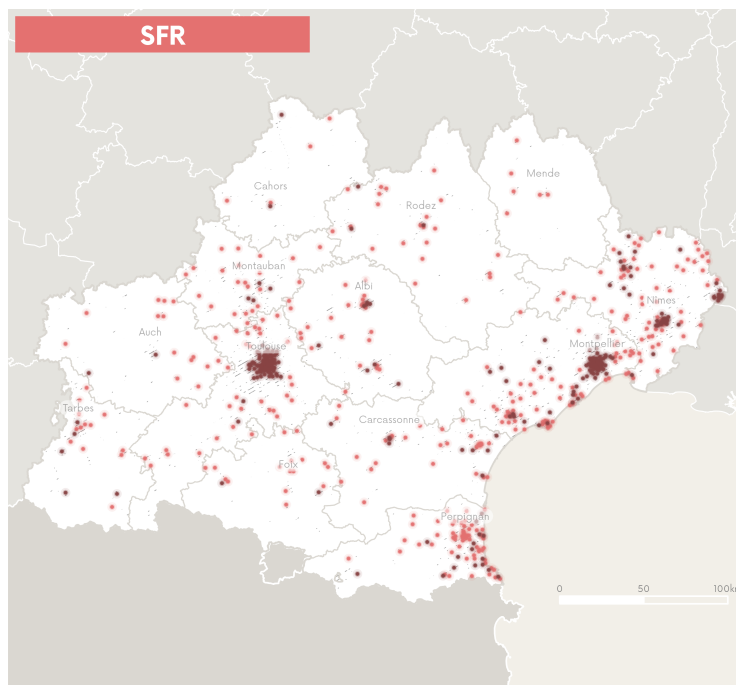 SFR
Mende
Cahors
Rodez
Montauban
Albi
Nîmes
Auch
Toulouse
Montpellier
Tarbes
Carcassonne
Foix
Perpignan
0 50 100km